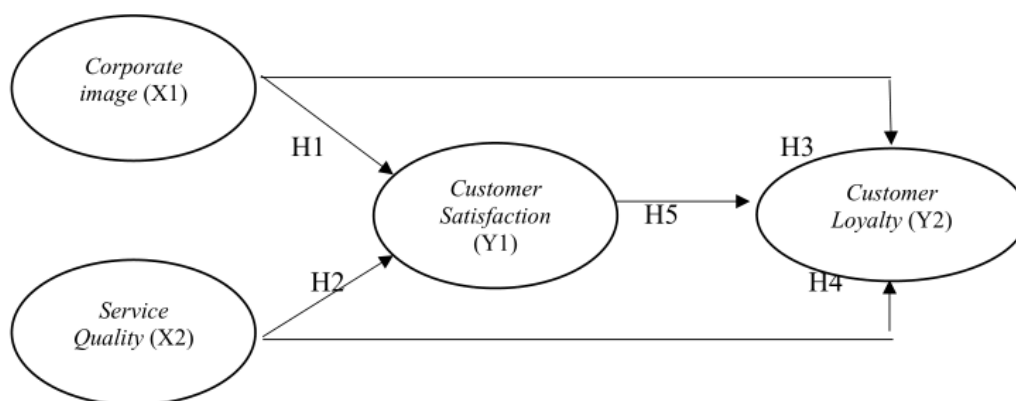 Corporate
image (X1)
H1
H3
Customer
Satisfaction
(Y1)
H5
Customer
Loyalty (Y2)
H2
H4
Service
Quality (X2)